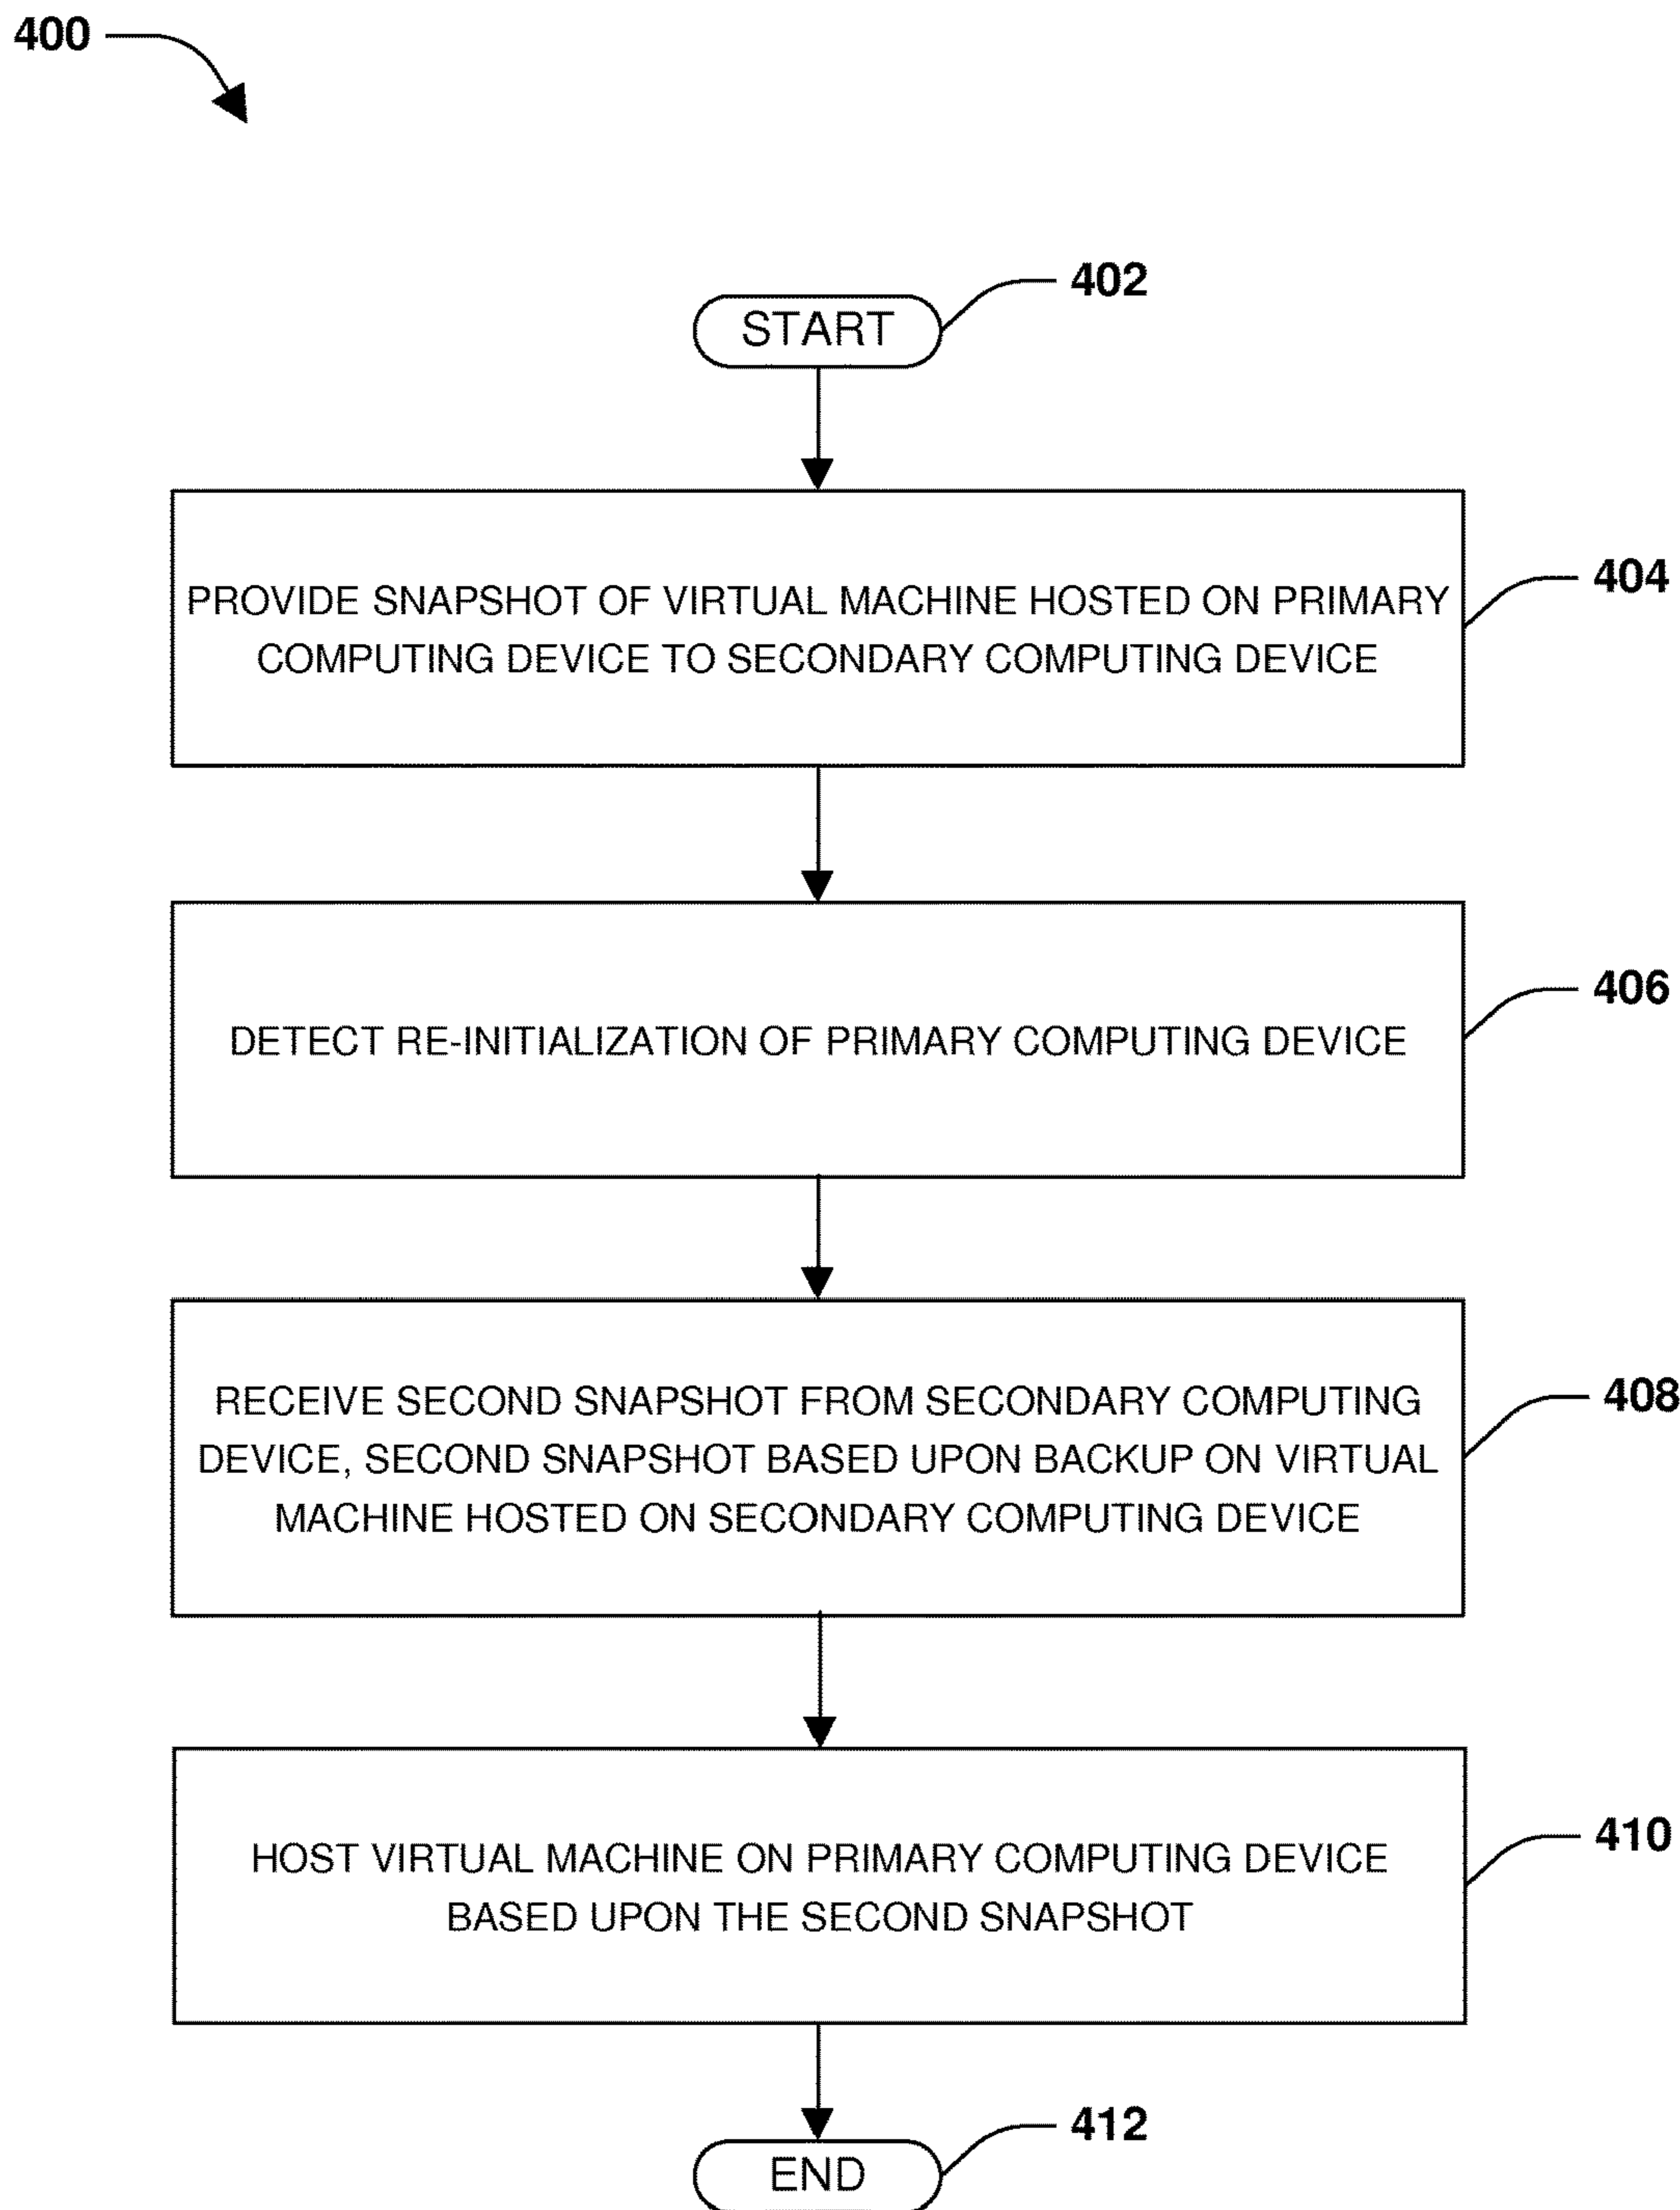 400
402
START
404
PROVIDE SNAPSHOT OF VIRTUAL MACHINE HOSTED ON PRIMARY
COMPUTING DEVICE TO SECONDARY COMPUTING DEVICE
406
DETECT RE-INITIALIZATION OF PRIMARY COMPUTING DEVICE
408
RECEIVE SECOND SNAPSHOT FROM SECONDARY COMPUTING
DEVICE, SECOND SNAPSHOT BASED UPON BACKUP ON VIRTUAL
MACHINE HOSTED ON SECONDARY COMPUTING DEVICE
410
HOST VIRTUAL MACHINE ON PRIMARY COMPUTING DEVICE
BASED UPON THE SECOND SNAPSHOT
412
END